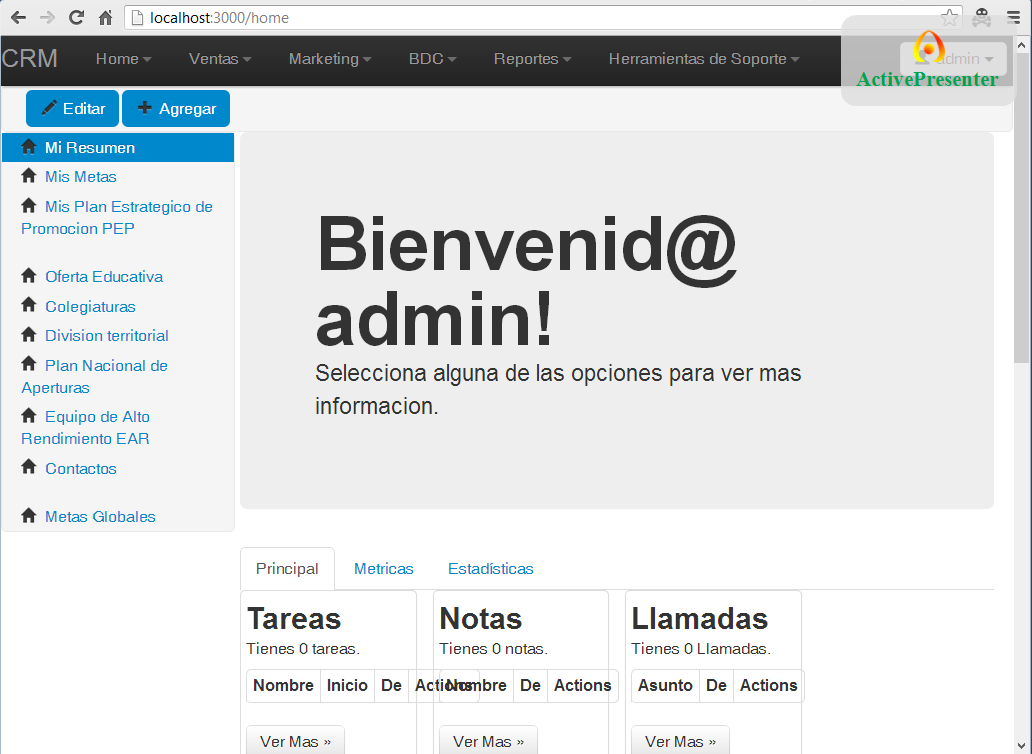 localhost:3000/home
CRM Home Ventas Marketing BDC Reportes Herramientas de Soporte admin
ActivePresenter
Editar Agregar
Mi Resumen
Mis Metas
Mis Plan Estrategico de
Promocion PEP
Oferta Educativa
Colegiaturas
Division territorial
Plan Nacional de
Aperturas
Equipo de Alto
Rendimiento EAR
Contactos
Metas Globales
Bienvenid@
admin!
Selecciona alguna de las opciones para ver mas
informacion.
Principal Metricas Estadísticas
Tareas
Tienes 0 tareas.
Nombre Inicio De Actions
Ver Mas »
Notas
Tienes 0 notas.
Nombre De Actions
Ver Mas »
Llamadas
Tienes 0 Llamadas.
Asunto De Actions
Ver Mas »